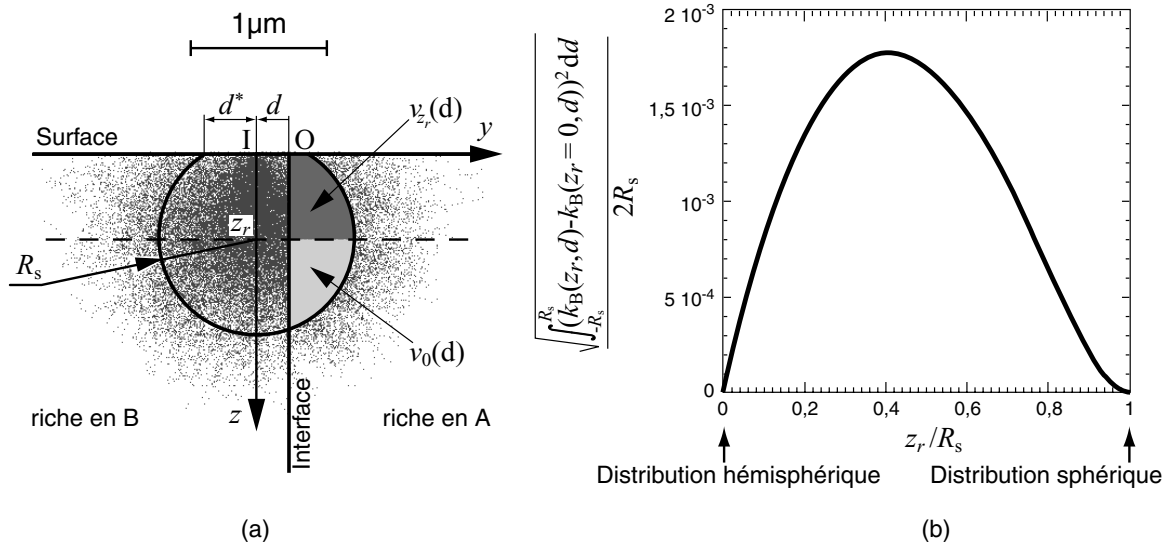 1µm
d* d
I O
v_{z_r}(d)
y
Surface
z_r
R_s
v_0(d)
riche en B
z
Interface
riche en A
(a)
√∫_{-R_s}^{R_s}(k_B(z_r,d)-k_B(z_r=0,d))² dd
2R_s
2 10⁻³
1,5 10⁻³
1 10⁻³
5 10⁻⁴
0
0 0,2 0,4 0,6 0,8 1
z_r/R_s
Distribution hémisphérique Distribution sphérique
(b)